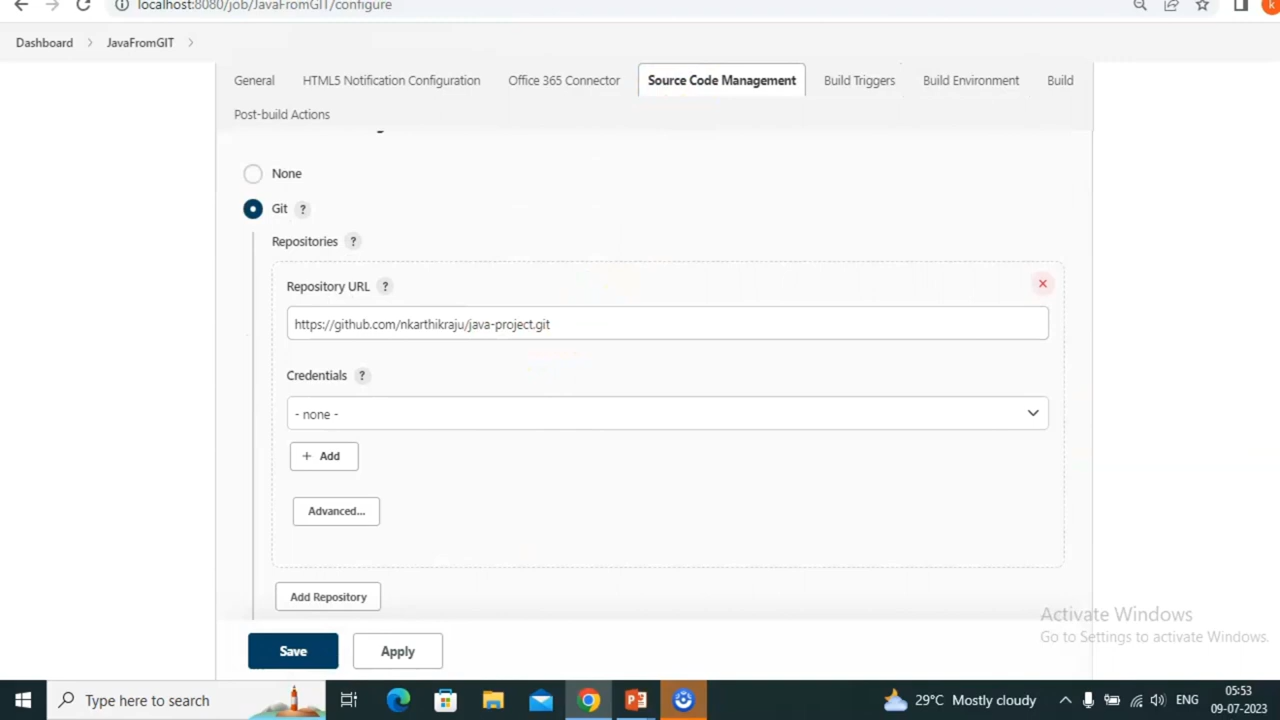 localhost:8080/job/JavaFromGIT/configure
k
Dashboard > JavaFromGIT >
General HTML5 Notification Configuration Office 365 Connector Source Code Management Build Triggers Build Environment Build
Post-build Actions
None
Git ?
Repositories ?
Repository URL ?
https://github.com/nkarthikraju/java-project.git
Credentials ?
- none -
+ Add
Advanced...
Add Repository
Activate Windows
Go to Settings to activate Windows.
Save Apply
Type here to search
29°C Mostly cloudy
ENG
05:53
09-07-2023